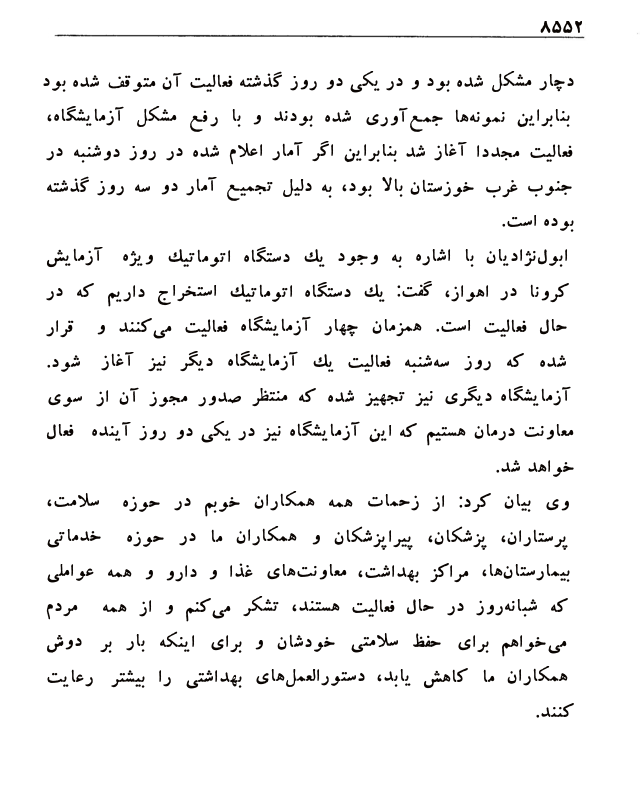 ۸۵۵۲
دچار مشکل شده بود و در یکی دو روز گذشته فعالیت آن متوقف شده بود
بنابراین نمونه‌ها جمع‌آوری شده بودند و با رفع مشکل آزمایشگاه،
فعالیت مجددا آغاز شد بنابراین اگر آمار اعلام شده در روز دوشنبه در
جنوب غرب خوزستان بالا بود، به دلیل تجمیع آمار دو سه روز گذشته
بوده است.
ابول‌نژادیان با اشاره به وجود یك دستگاه اتوماتیك ویژه آزمایش
کرونا در اهواز، گفت: یك دستگاه اتوماتیك استخراج داریم که در
حال فعالیت است. همزمان چهار آزمایشگاه فعالیت می‌کنند و قرار
شده که روز سه‌شنبه فعالیت یك آزمایشگاه دیگر نیز آغاز شود.
آزمایشگاه دیگری نیز تجهیز شده که منتظر صدور مجوز آن از سوی
معاونت درمان هستیم که این آزمایشگاه نیز در یکی دو روز آینده فعال
خواهد شد.
وی بیان کرد: از زحمات همه همکاران خوبم در حوزه سلامت،
پرستاران، پزشکان، پیراپزشکان و همکاران ما در حوزه خدماتی
بیمارستان‌ها، مراکز بهداشت، معاونت‌های غذا و دارو و همه عواملی
که شبانه‌روز در حال فعالیت هستند، تشکر می‌کنم و از همه مردم
می‌خواهم برای حفظ سلامتی خودشان و برای اینکه بار بر دوش
همکاران ما کاهش یابد، دستورالعمل‌های بهداشتی را بیشتر رعایت
کنند.